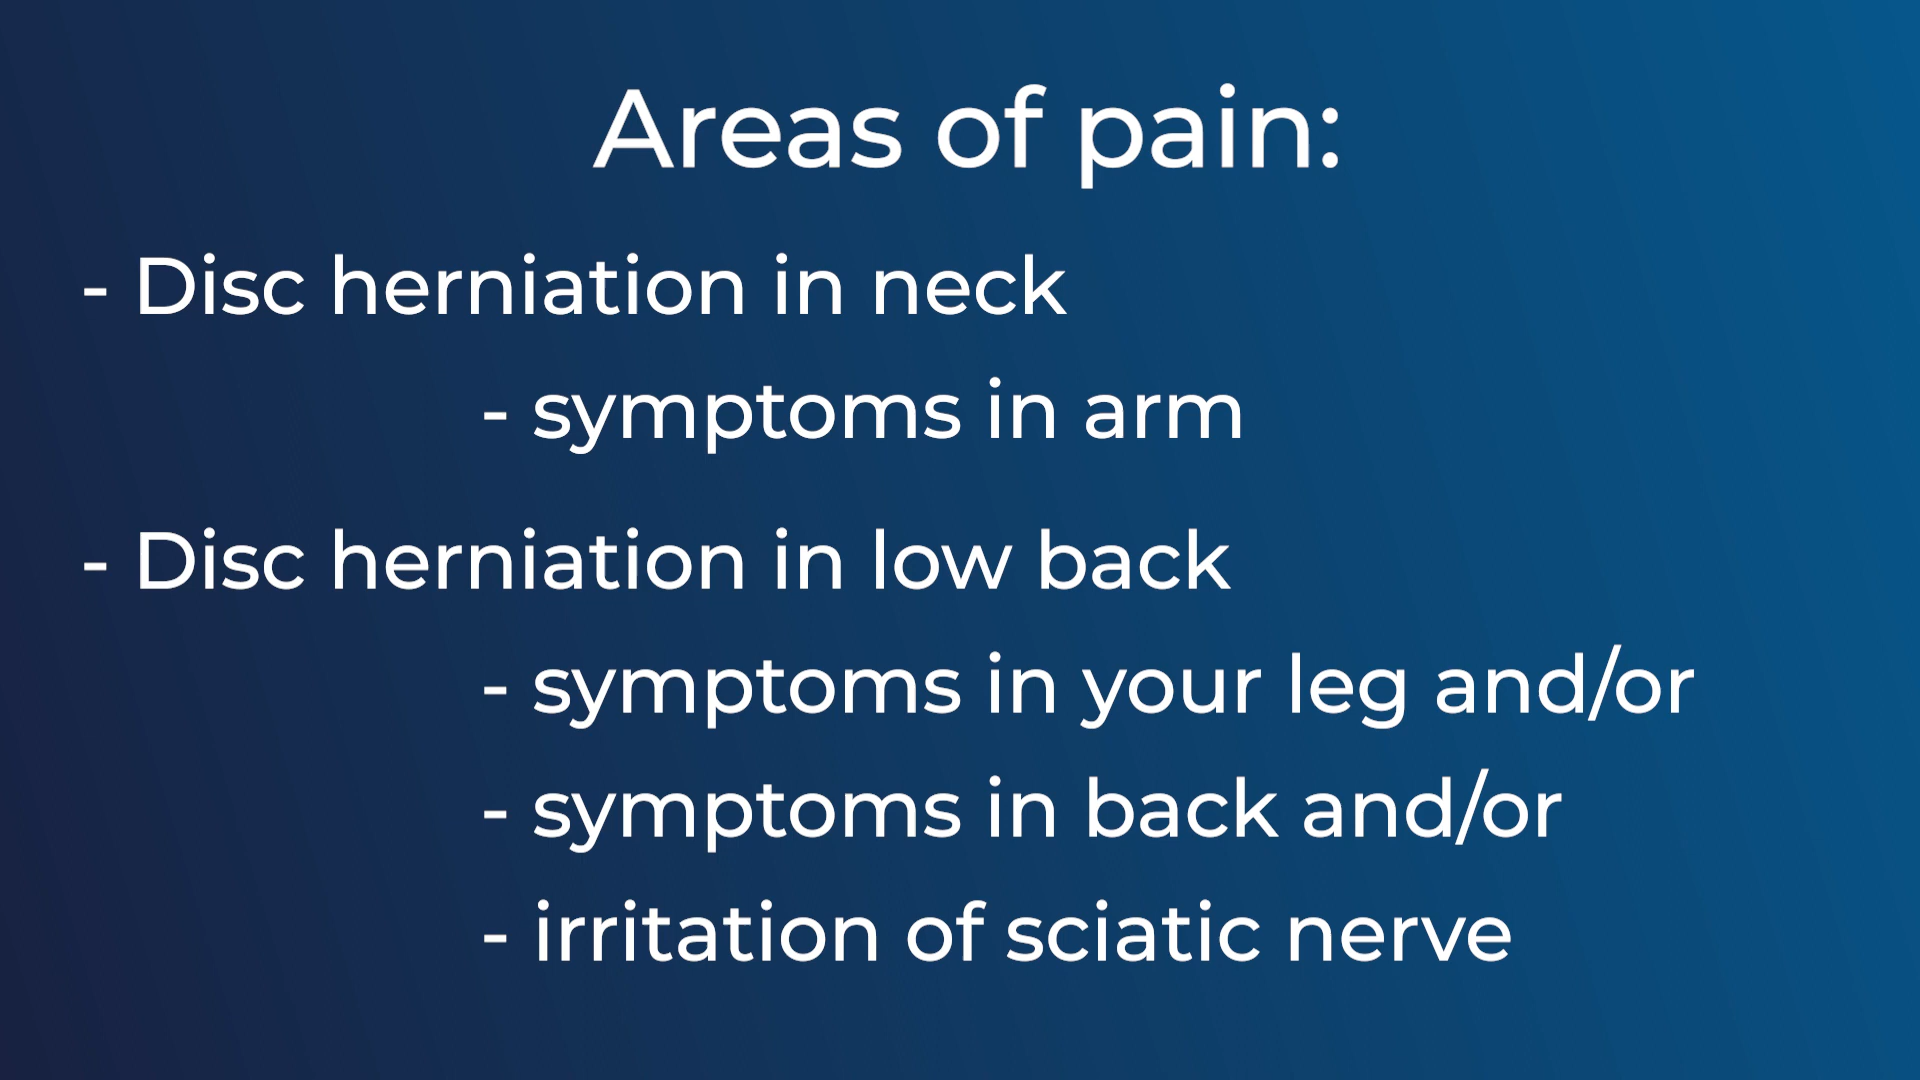 Areas of pain:
- Disc herniation in neck
- symptoms in arm
- Disc herniation in low back
- symptoms in your leg and/or
- symptoms in back and/or
- irritation of sciatic nerve